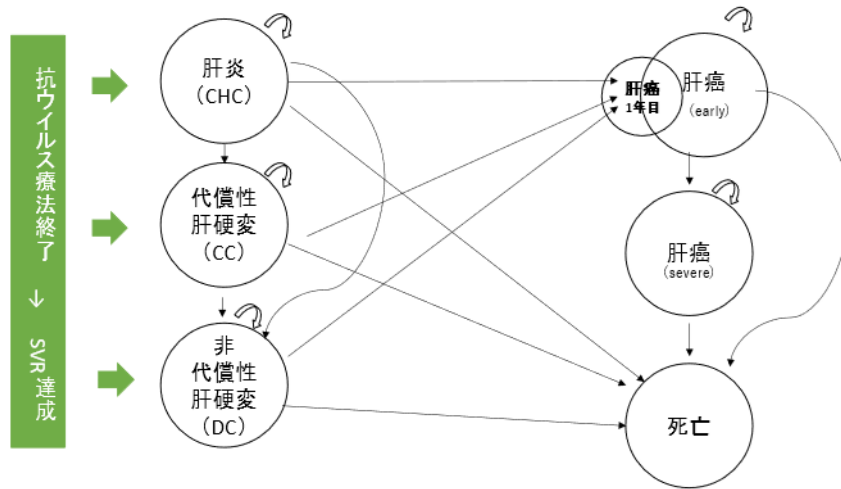 抗ウイルス療法終了 → SVR達成
肝炎
（CHC）
代償性
肝硬変
（CC）
非
代償性
肝硬変
（DC）
肝癌
1年目
肝癌
(early)
肝癌
(severe)
死亡